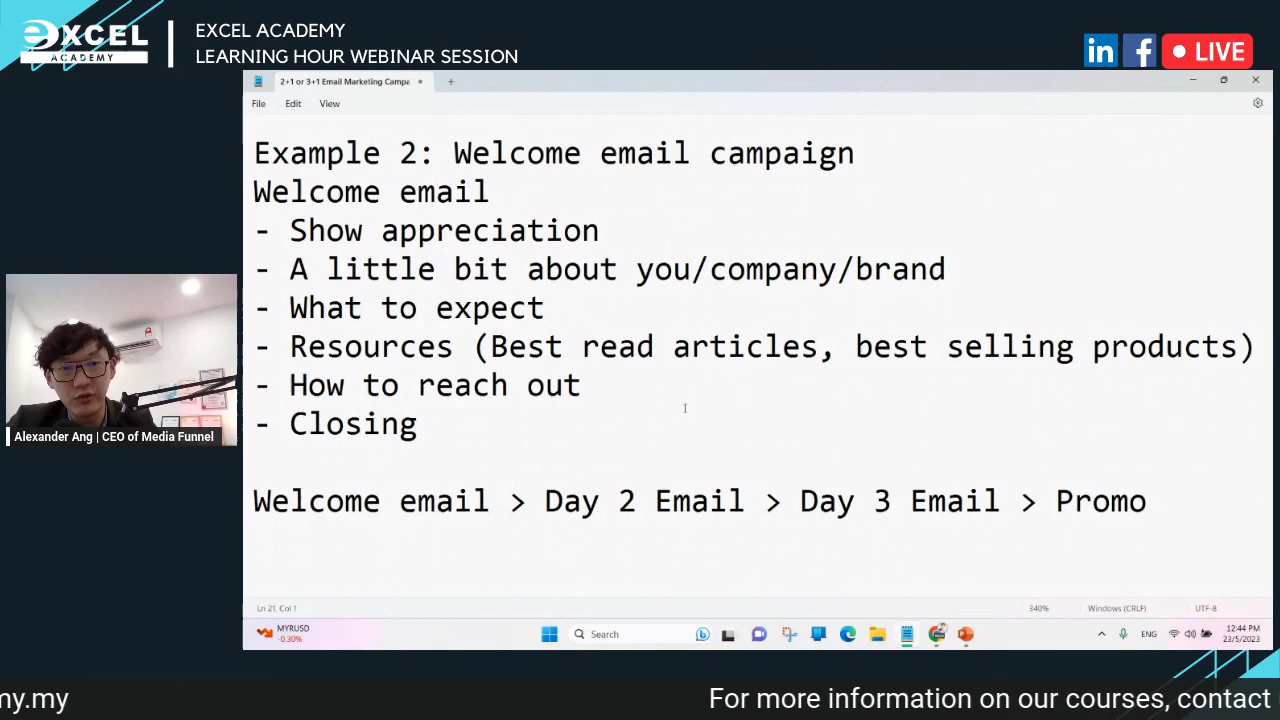 eXCEL
ACADEMY
EXCEL ACADEMY
LEARNING HOUR WEBINAR SESSION
in
f
LIVE
2+1 or 3+1 Email Marketing Campa
File Edit View
Example 2: Welcome email campaign
Welcome email
- Show appreciation
- A little bit about you/company/brand
- What to expect
- Resources (Best read articles, best selling products)
- How to reach out
- Closing
Welcome email > Day 2 Email > Day 3 Email > Promo
Alexander Ang | CEO of Media Funnel
Ln 21, Col 1
340%
Windows (CRLF)
UTF-8
MYRUSD
-0.30%
Search
ENG
12:44 PM
23/5/2023
my.my
For more information on our courses, contact